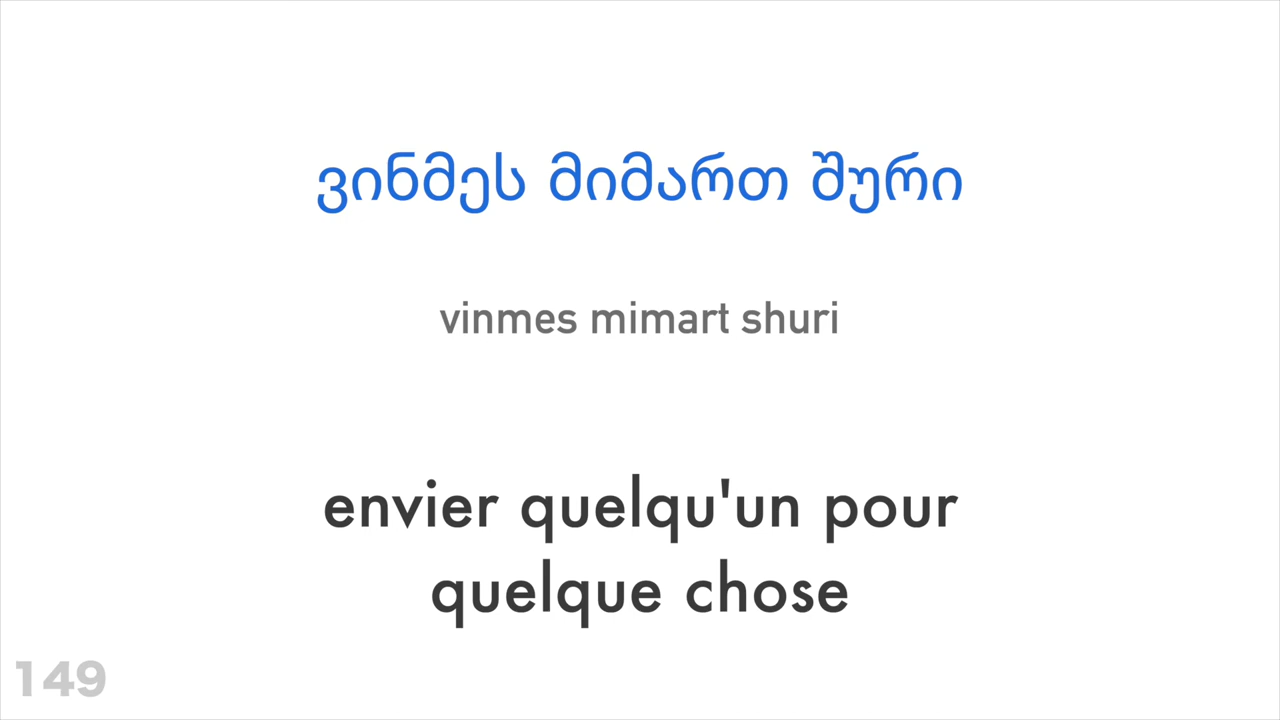 ვინმეს მიმართ შური
vinmes mimart shuri
envier quelqu'un pour
quelque chose
149